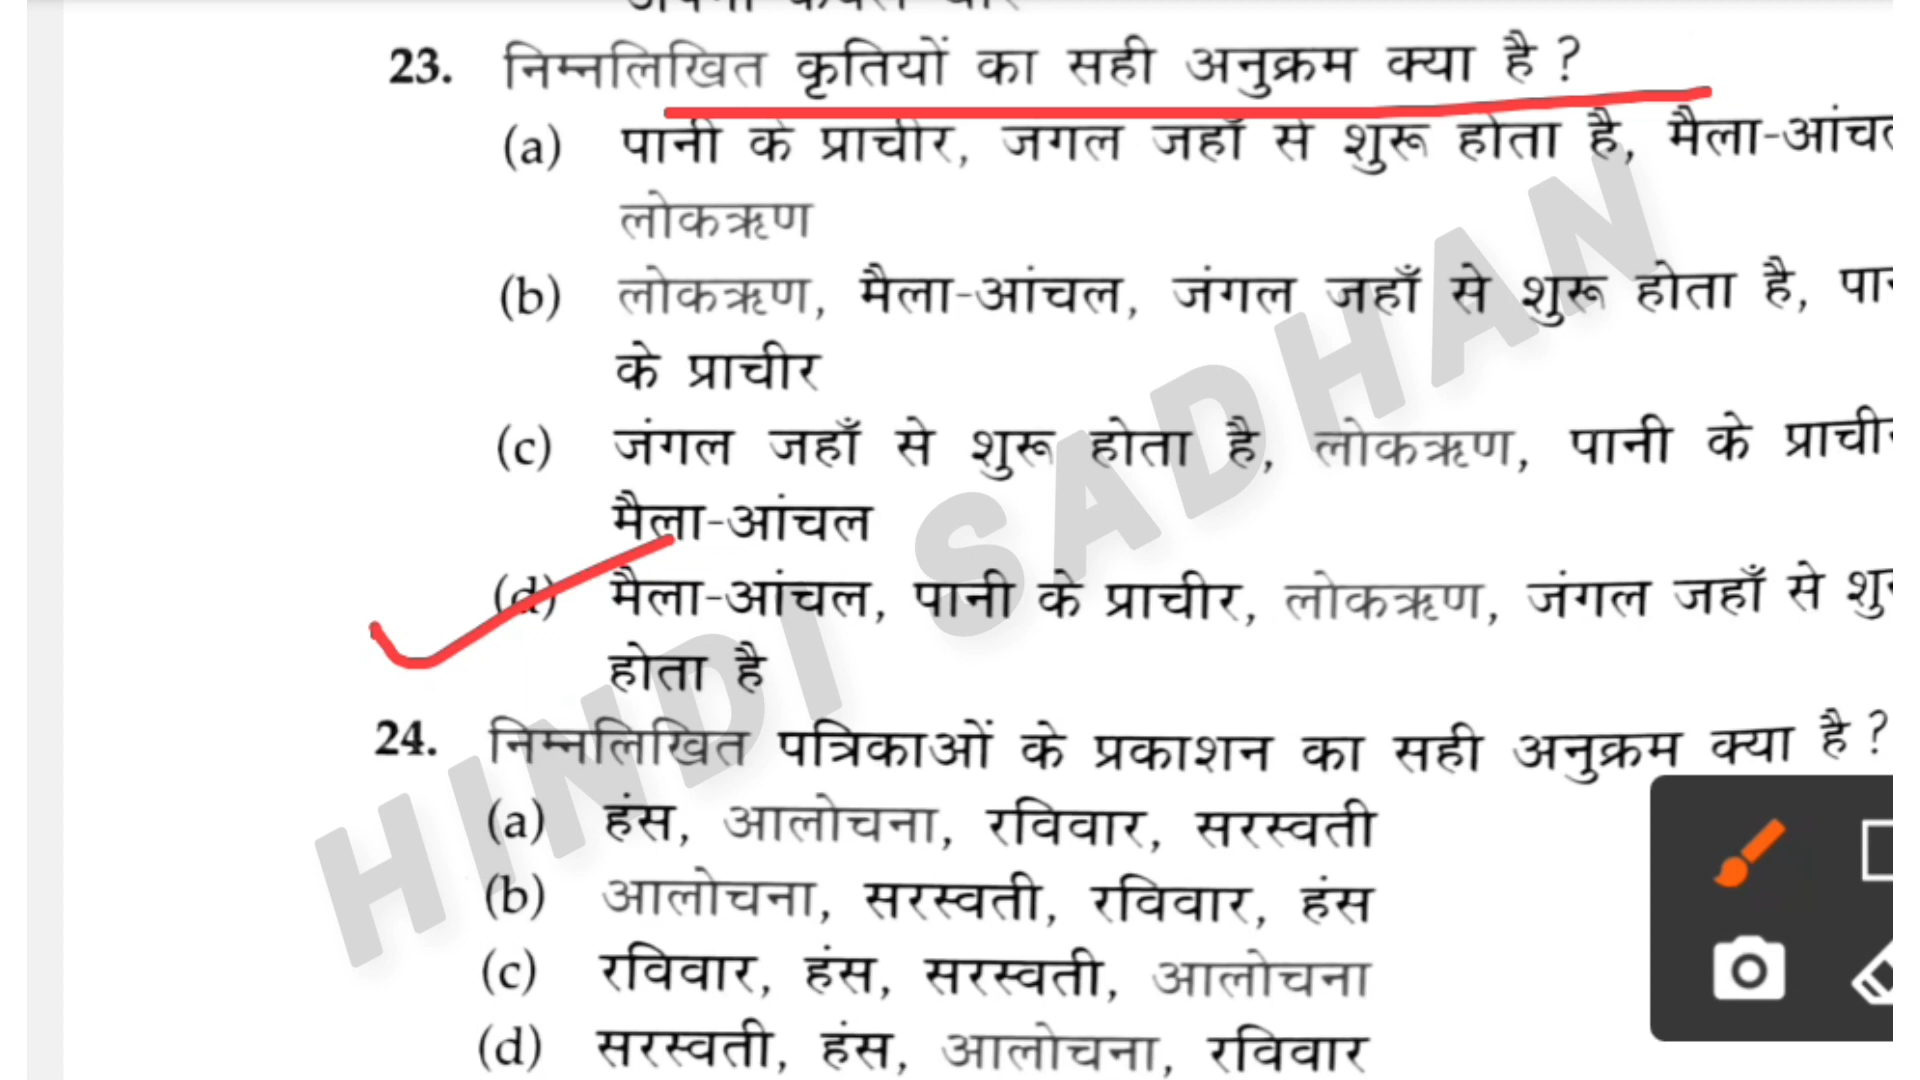 23. निम्नलिखित कृतियों का सही अनुक्रम क्या है ?
(a) पानी के प्राचीर, जगल जहाँ से शुरू होता है, मैला-आंचल
लोकऋण
(b) लोकऋण, मैला-आंचल, जंगल जहाँ से शुरू होता है,
के प्राचीर
(c) जंगल जहाँ से शुरू होता है, लोकऋण, पानी के
मैला-आंचल
(d) मैला-आंचल, पानी के प्राचीर, लोकऋण, जंगल जहाँ से
होता है
24. निम्नलिखित पत्रिकाओं के प्रकाशन का सही अनुक्रम क्या है ?
(a) हंस, आलोचना, रविवार, सरस्वती
(b) आलोचना, सरस्वती, रविवार, हंस
(c) रविवार, हंस, सरस्वती, आलोचना
(d) सरस्वती, हंस, आलोचना, रविवार
HINDI SADHAN